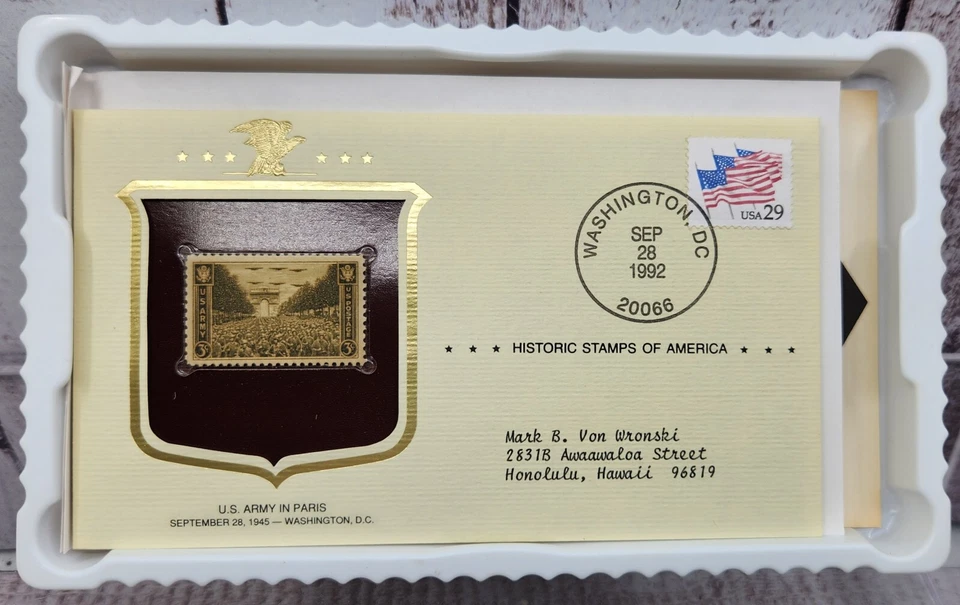 USA 29
WASHINGTON, DC
SEP
28
1992
20066
U.S. ARMY
U.S. POSTAGE
3¢ 3¢
★ ★ ★ HISTORIC STAMPS OF AMERICA ★ ★ ★
Mark B. Von Wronski
2831B Awaawaloa Street
Honolulu, Hawaii 96819
U.S. ARMY IN PARIS
SEPTEMBER 28, 1945 — WASHINGTON, D.C.